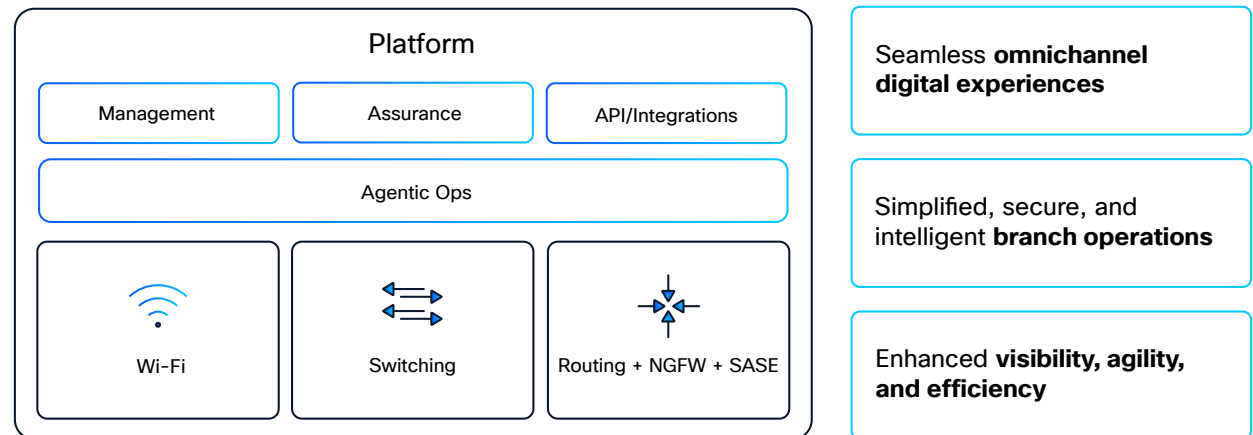 Platform
Management
Assurance
API/Integrations
Agentic Ops
Wi-Fi
Switching
Routing + NGFW + SASE
Seamless omnichannel
digital experiences
Simplified, secure, and
intelligent branch operations
Enhanced visibility, agility,
and efficiency